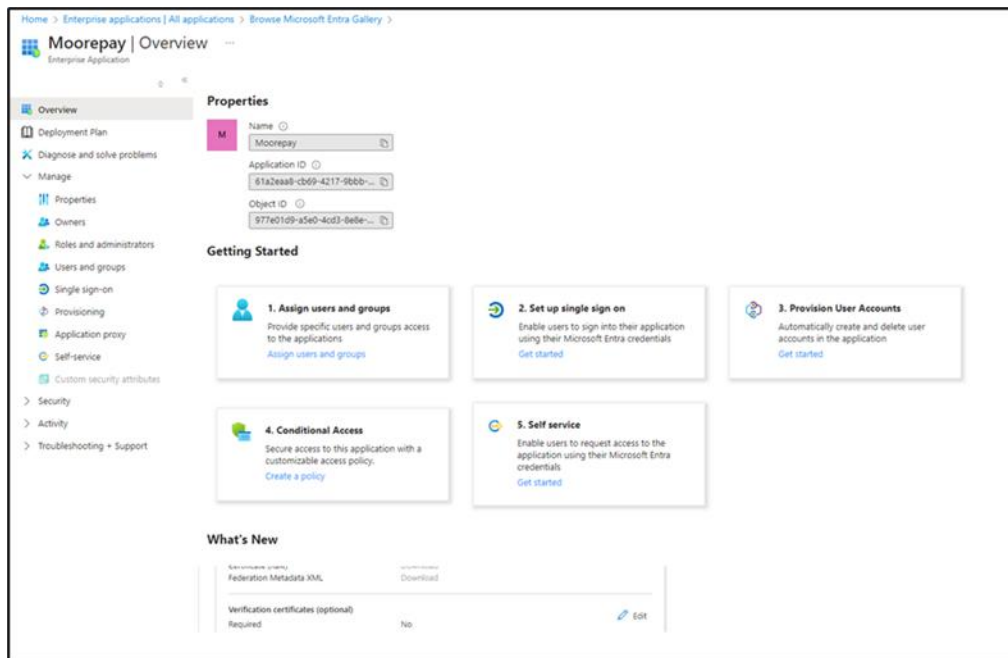 Home > Enterprise applications | All applications > Browse Microsoft Entra Gallery >
Moorepay | Overview ...
Enterprise Application
Overview
Deployment Plan
Diagnose and solve problems
Manage
Properties
Owners
Roles and administrators
Users and groups
Single sign-on
Provisioning
Application proxy
Self-service
Custom security attributes
Security
Activity
Troubleshooting + Support
Properties
M
Name
Moorepay
Application ID
61a2eaa8-cb69-4217-9bbb-...
Object ID
977e01d9-a5e0-4cd3-8e8e-...
Getting Started
1. Assign users and groups
Provide specific users and groups access
to the applications
Assign users and groups
2. Set up single sign on
Enable users to sign into their application
using their Microsoft Entra credentials
Get started
3. Provision User Accounts
Automatically create and delete user
accounts in the application
Get started
4. Conditional Access
Secure access to this application with a
customizable access policy.
Create a policy
5. Self service
Enable users to request access to the
application using their Microsoft Entra
credentials
Get started
What's New
Federation Metadata XML Download
Verification certificates (optional)
Edit
Required No